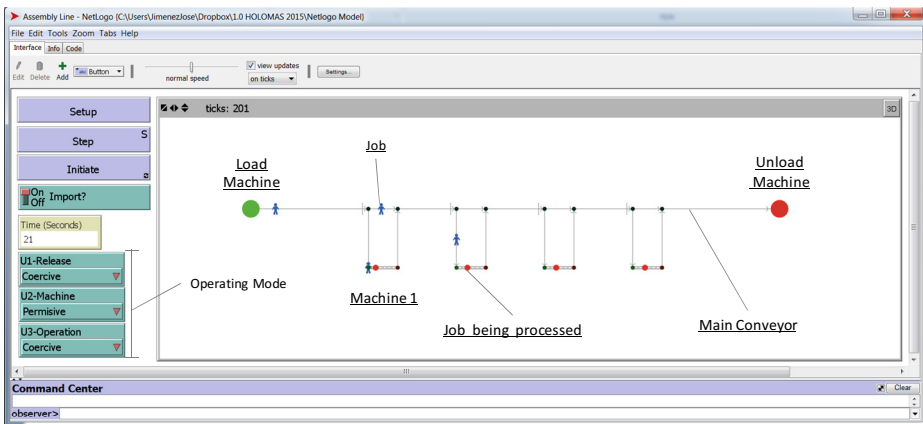 Assembly Line - NetLogo {C:\Users\JimenezJose\Dropbox\1.0 HOLOMAS 2015\Netlogo Model}
File Edit Tools Zoom Tabs Help
Interface Info Code
Edit Delete Add
Button
normal speed
view updates
on ticks
Settings...
ticks: 201
3D
Setup
Step S
Initiate
On
Off
Import?
Time (Seconds)
21
U1-Release
Coercive
U2-Machine
Permisive
U3-Operation
Coercive
Operating Mode
Load
Machine
Job
Unload
Machine
Machine 1
Job being processed
Main Conveyor
Command Center
Clear
observer>